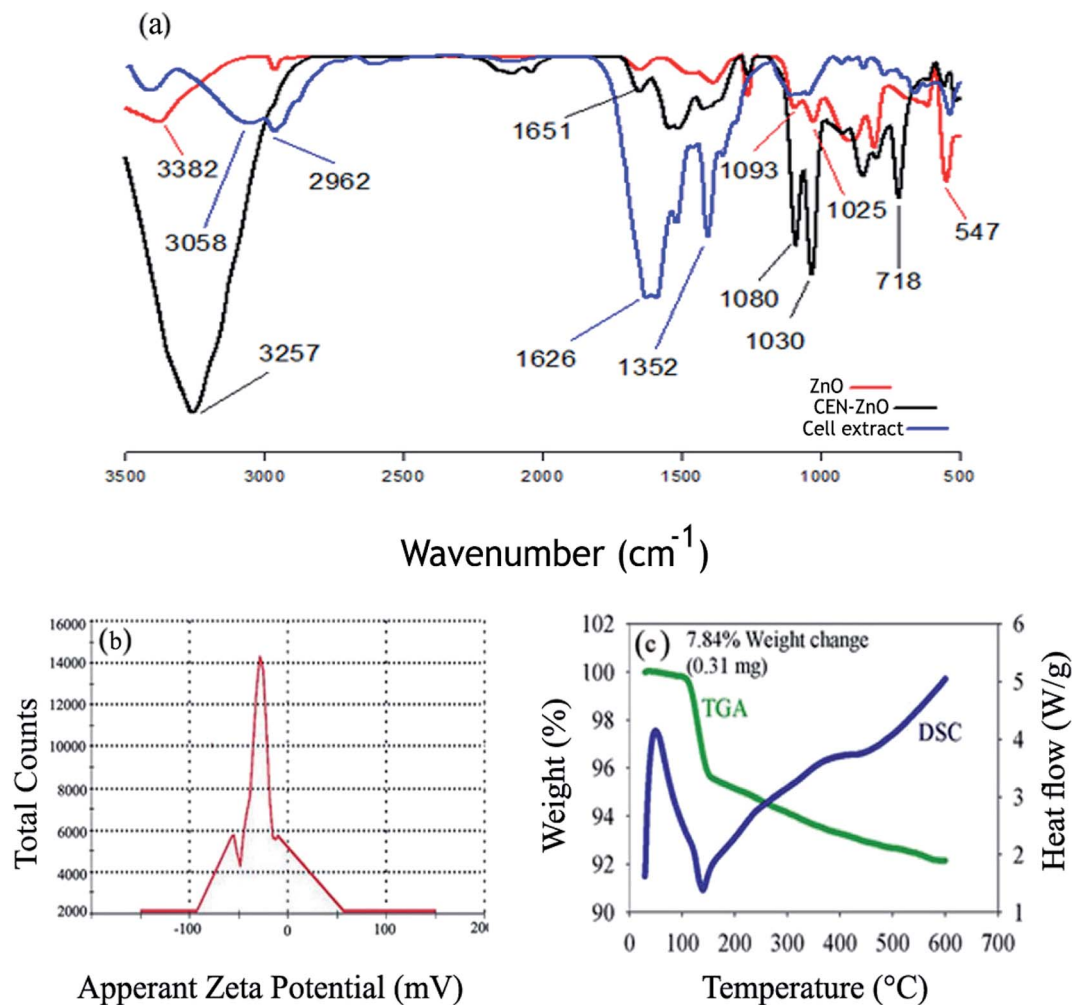 (a)
3382
3058
2962
3257
1651
1626
1352
1093
1025
1080
1030
718
547
ZnO
CEN-ZnO
Cell extract
3500 3000 2500 2000 1500 1000 500
Wavenumber (cm⁻¹)
(b)
16000
14000
12000
10000
8000
6000
4000
2000
Total Counts
-100 0 100 20
Apperant Zeta Potential (mV)
(c)
7.84% Weight change
(0.31 mg)
TGA
DSC
102
100
98
96
94
92
90
Weight (%)
6
5
4
3
2
1
Heat flow (W/g)
0 100 200 300 400 500 600 700
Temperature (°C)